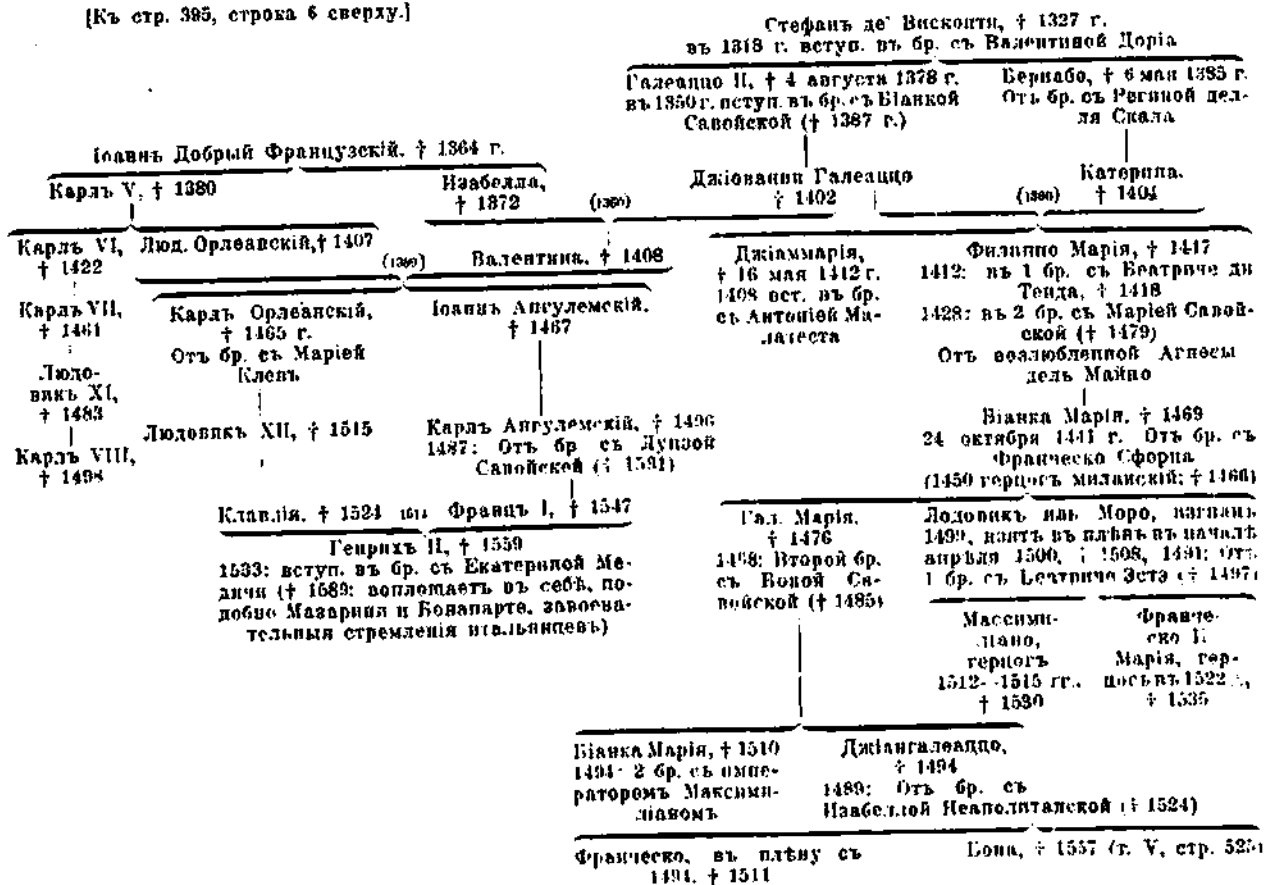 [Къ стр. 395, строка 6 сверху.]
Стефанъ де' Висконти, † 1327 г.
въ 1318 г. вступ. въ бр. съ Валентиной Доріа
Галеаццо II, † 4 августа 1378 г.
въ 1350 г. вступ. въ бр. съ Біанкой
Савойской († 1387 г.)
Бернабо, † 6 мая 1385 г.
Отъ бр. съ Региной дел-
ля Скала
Іоаннъ Добрый Французскій. † 1364 г.
Карлъ V, † 1380
Изабелла,
† 1372
(1360)
Джіованни Галеаццо
† 1402
(1380)
Катерина.
† 1404
Карлъ VI,
† 1422
Люд. Орлеанскій, † 1407
(1389)
Валентина. † 1408
Карлъ VII,
† 1461
Людо-
викъ XI,
† 1483
Карлъ VIII,
† 1498
Карлъ Орлеанскій,
† 1465 г.
Отъ бр. съ Маріей
Клевъ
Людовикъ XII, † 1515
Іоаннъ Ангулемскій.
† 1467
Карлъ Ангулемскій, † 1496
1487: Отъ бр съ Луизой
Савойской († 1591)
Клавдія. † 1524
Францъ I, † 1547
Генрихъ II, † 1559
1533: вступ. въ бр. съ Екатериной Ме-
дичи († 1589: воплощаетъ въ себѣ, по-
добно Мазарини и Бонапарте, завоева-
тельныя стремленія итальянцевъ)
Джіаммарія,
† 16 мая 1412 г.
1408 вст. въ бр.
съ Антоніей Ма-
латеста
Филиппо Марія, † 1417
1412: въ 1 бр. съ Беатриче ди
Тенда, † 1418
1428: въ 2 бр. съ Маріей Савой-
ской († 1479)
Отъ возлюбленной Агнесы
дель Майно
Біанка Марія. † 1469
24 октября 1441 г. Отъ бр. съ
Франческо Сфорца
(1450 герцогъ миланскій; † 1466)
Гал. Марія.
† 1476
1468: Второй бр.
съ Боной Са-
войской († 1485)
Лодовикъ иль Моро, изгнанъ
1499, взятъ въ плѣнъ въ началѣ
апрѣля 1500, † 1508, 1491: Отъ
1 бр. съ Беатриче Эстэ († 1497)
Массими-
ліано,
герцогъ
1512--1515 гг.,
† 1530
Франче-
ско II
Марія, гер-
цогъ въ 1522
† 1535
Біанка Марія, † 1510
1494: 2 бр. съ импе-
раторомъ Максими-
ліаномъ
Джіангалеаццо,
† 1494
1489: Отъ бр. съ
Изабеллой Неаполитанской († 1524)
Франческо, въ плѣну съ
1494, † 1511
Бона, † 1557 (т. V, стр. 525)